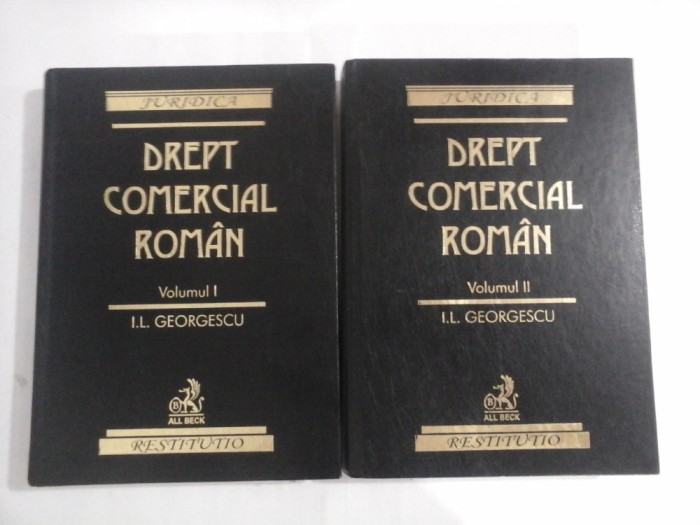 JURIDICA
DREPT
COMERCIAL
ROMÂN
Volumul I
I.L. GEORGESCU
B
ALL BECK
RESTITUTIO
JURIDICA
DREPT
COMERCIAL
ROMÂN
Volumul II
I.L. GEORGESCU
B
ALL BECK
RESTITUTIO